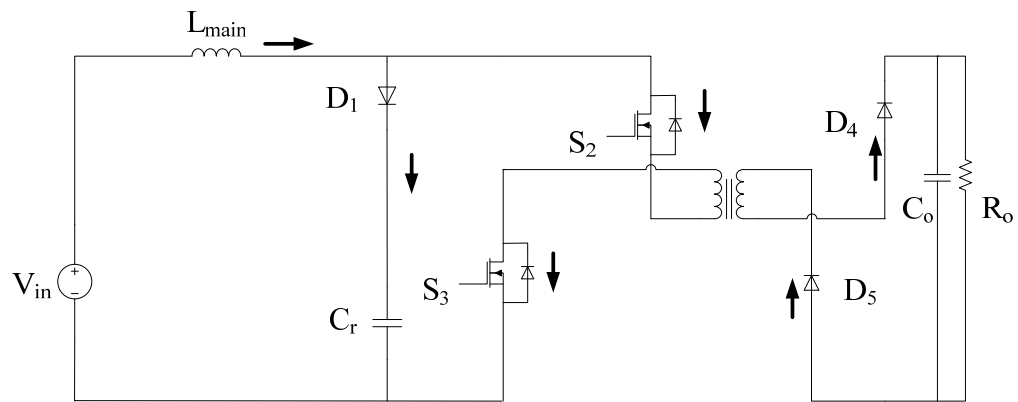 L_main
D_1
S_2
D_4
C_o
R_o
V_in
+
−
S_3
D_5
C_r